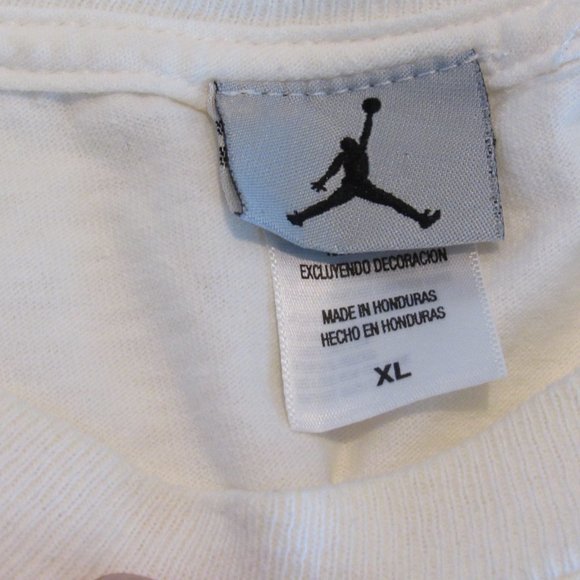 EXCLUYENDO DECORACION
MADE IN HONDURAS
HECHO EN HONDURAS
XL